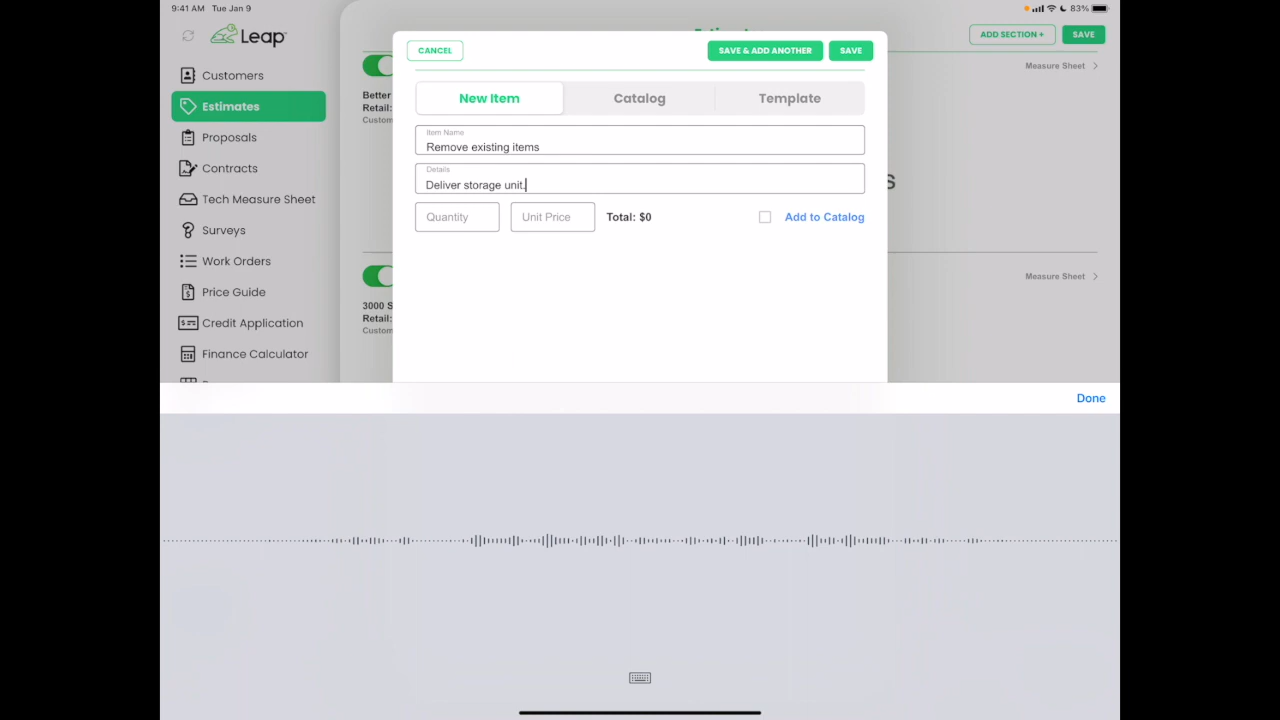 9:41 AM Tue Jan 9
83%
Leap
Customers
Estimates
Proposals
Contracts
Tech Measure Sheet
Surveys
Work Orders
Price Guide
Credit Application
Finance Calculator
ADD SECTION +
SAVE
Better
Retail:
Custom
Measure Sheet
3000 S
Retail:
Custom
Measure Sheet
CANCEL
SAVE & ADD ANOTHER
SAVE
New Item
Catalog
Template
Item Name
Remove existing items
Details
Deliver storage unit.
Quantity
Unit Price
Total: $0
Add to Catalog
Done